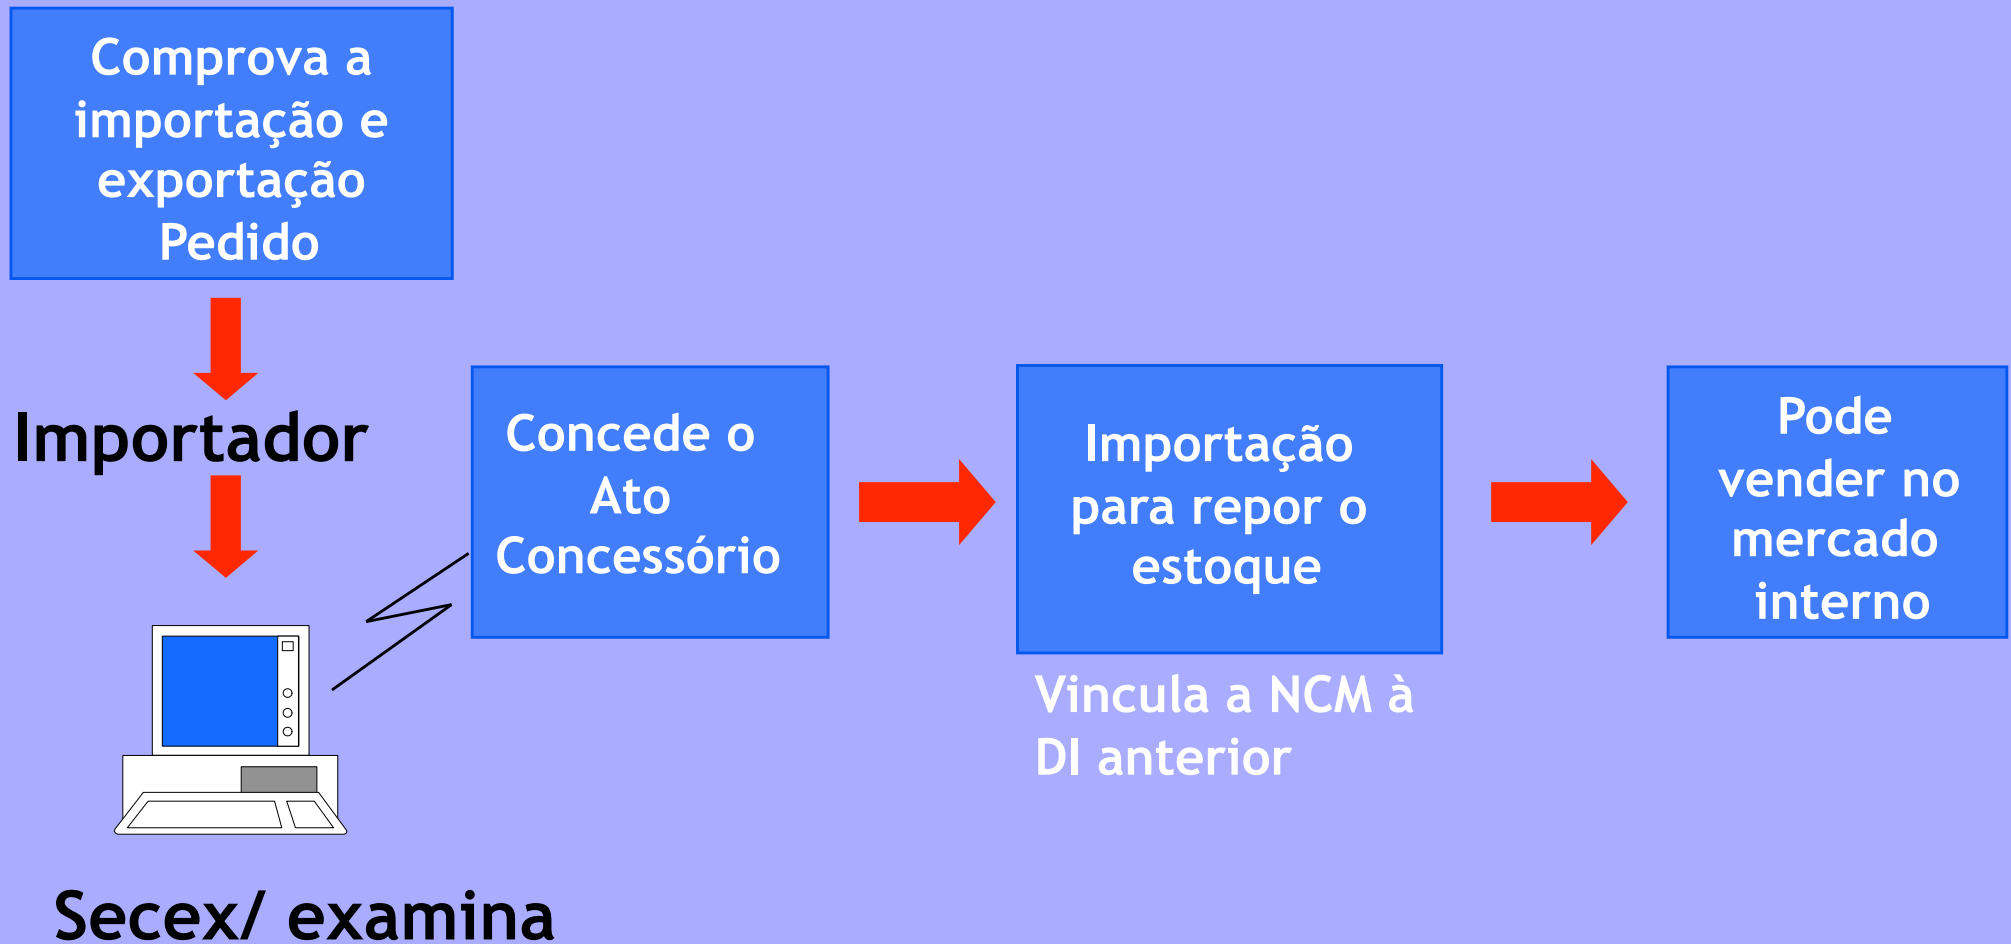 Comprova a
importação e
exportação
Pedido
Importador
Secex/ examina
Concede o
Ato
Concessório
Importação
para repor o
estoque
Vincula a NCM à
DI anterior
Pode
vender no
mercado
interno